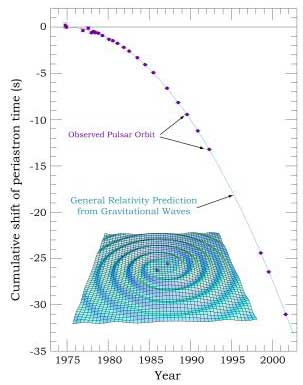 Cumulative shift of periastron time (s)
0
-5
-10
-15
-20
-25
-30
-35
Observed Pulsar Orbit
General Relativity Prediction
from Gravitational Waves
1975 1980 1985 1990 1995 2000
Year